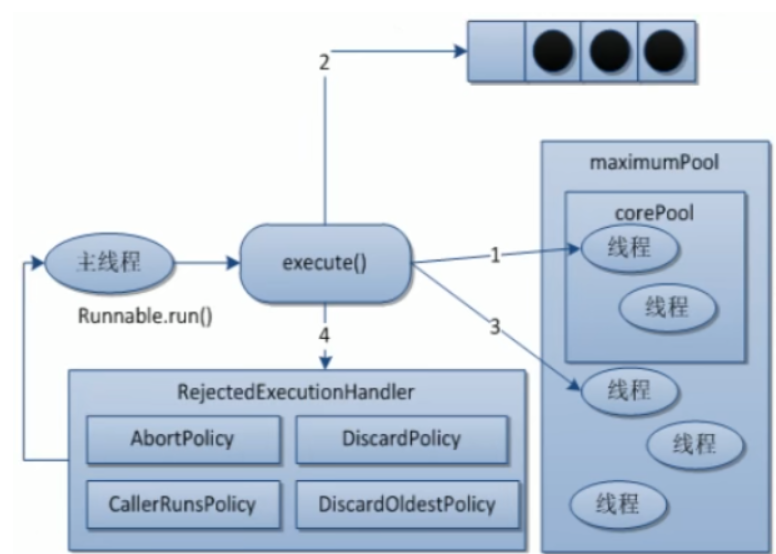 2
maximumPool
corePool
线程
线程
主线程
execute()
1
Runnable.run()
3
4
线程
线程
线程
RejectedExecutionHandler
AbortPolicy
DiscardPolicy
CallerRunsPolicy
DiscardOldestPolicy